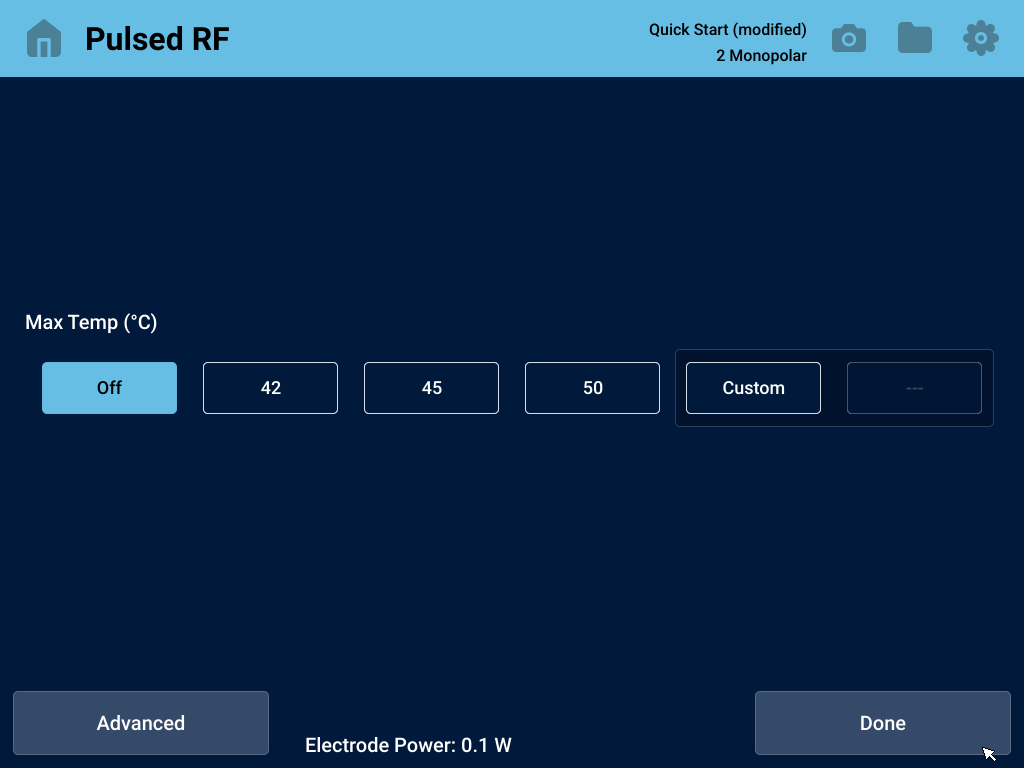 Pulsed RF
Quick Start (modified)
2 Monopolar
Max Temp (°C)
Off
42
45
50
Custom
---
Advanced
Electrode Power: 0.1 W
Done